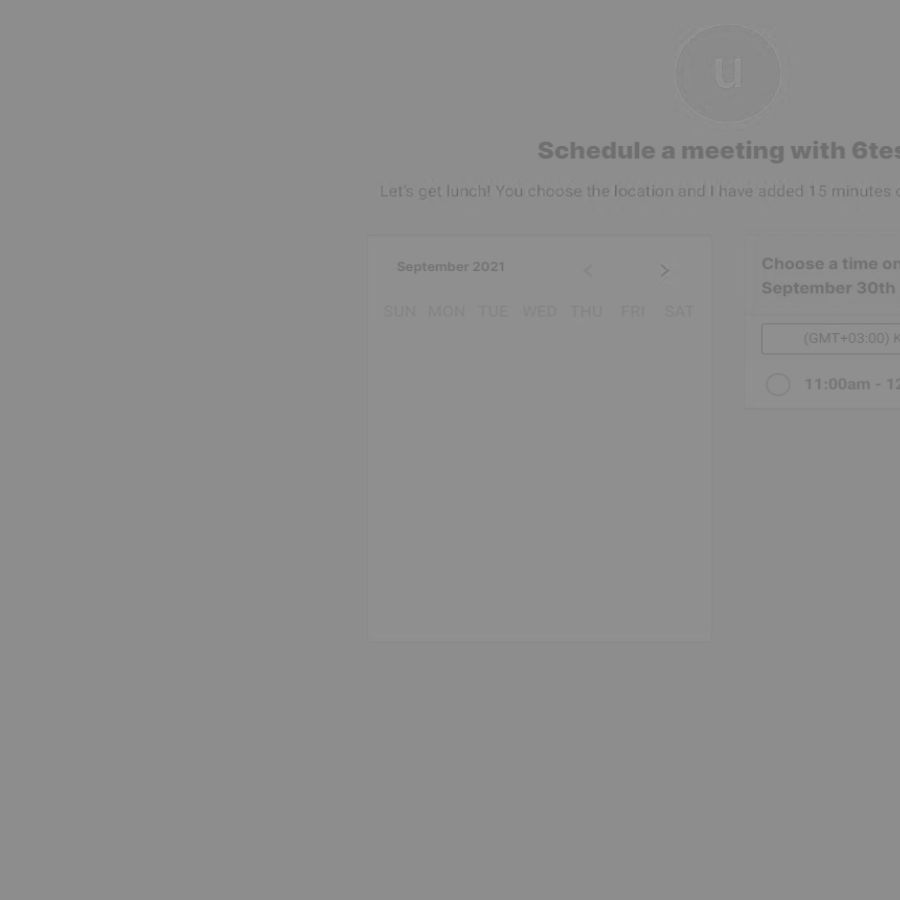 u
Schedule a meeting with 6tes
Let's get lunch! You choose the location and I have added 15 minutes
September 2021
SUN MON TUE WED THU FRI SAT
Choose a time on
September 30th
(GMT+03:00) K
11:00am - 12